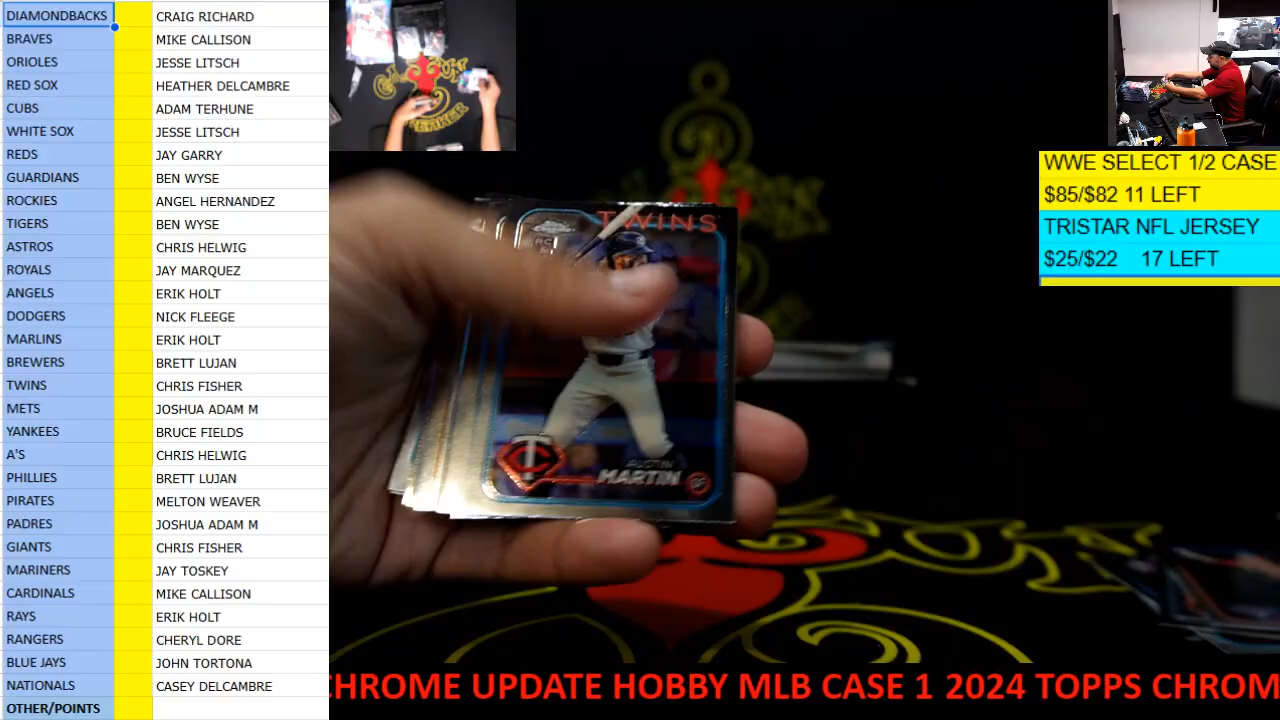 DIAMONDBACKS CRAIG RICHARD
BRAVES MIKE CALLISON
ORIOLES JESSE LITSCH
RED SOX HEATHER DELCAMBRE
CUBS ADAM TERHUNE
WHITE SOX JESSE LITSCH
REDS JAY GARRY
GUARDIANS BEN WYSE
ROCKIES ANGEL HERNANDEZ
TIGERS BEN WYSE
ASTROS CHRIS HELWIG
ROYALS JAY MARQUEZ
ANGELS ERIK HOLT
DODGERS NICK FLEEGE
MARLINS ERIK HOLT
BREWERS BRETT LUJAN
TWINS CHRIS FISHER
METS JOSHUA ADAM M
YANKEES BRUCE FIELDS
A'S CHRIS HELWIG
PHILLIES BRETT LUJAN
PIRATES MELTON WEAVER
PADRES JOSHUA ADAM M
GIANTS CHRIS FISHER
MARINERS JAY TOSKEY
CARDINALS MIKE CALLISON
RAYS ERIK HOLT
RANGERS CHERYL DORE
BLUE JAYS JOHN TORTONA
NATIONALS CASEY DELCAMBRE
OTHER/POINTS
WWE SELECT 1/2 CASE
$85/$82 11 LEFT
TRISTAR NFL JERSEY
$25/$22 17 LEFT
TWINS
RC
AUSTIN
MARTIN
CHROME UPDATE HOBBY MLB CASE 1 2024 TOPPS CHROM